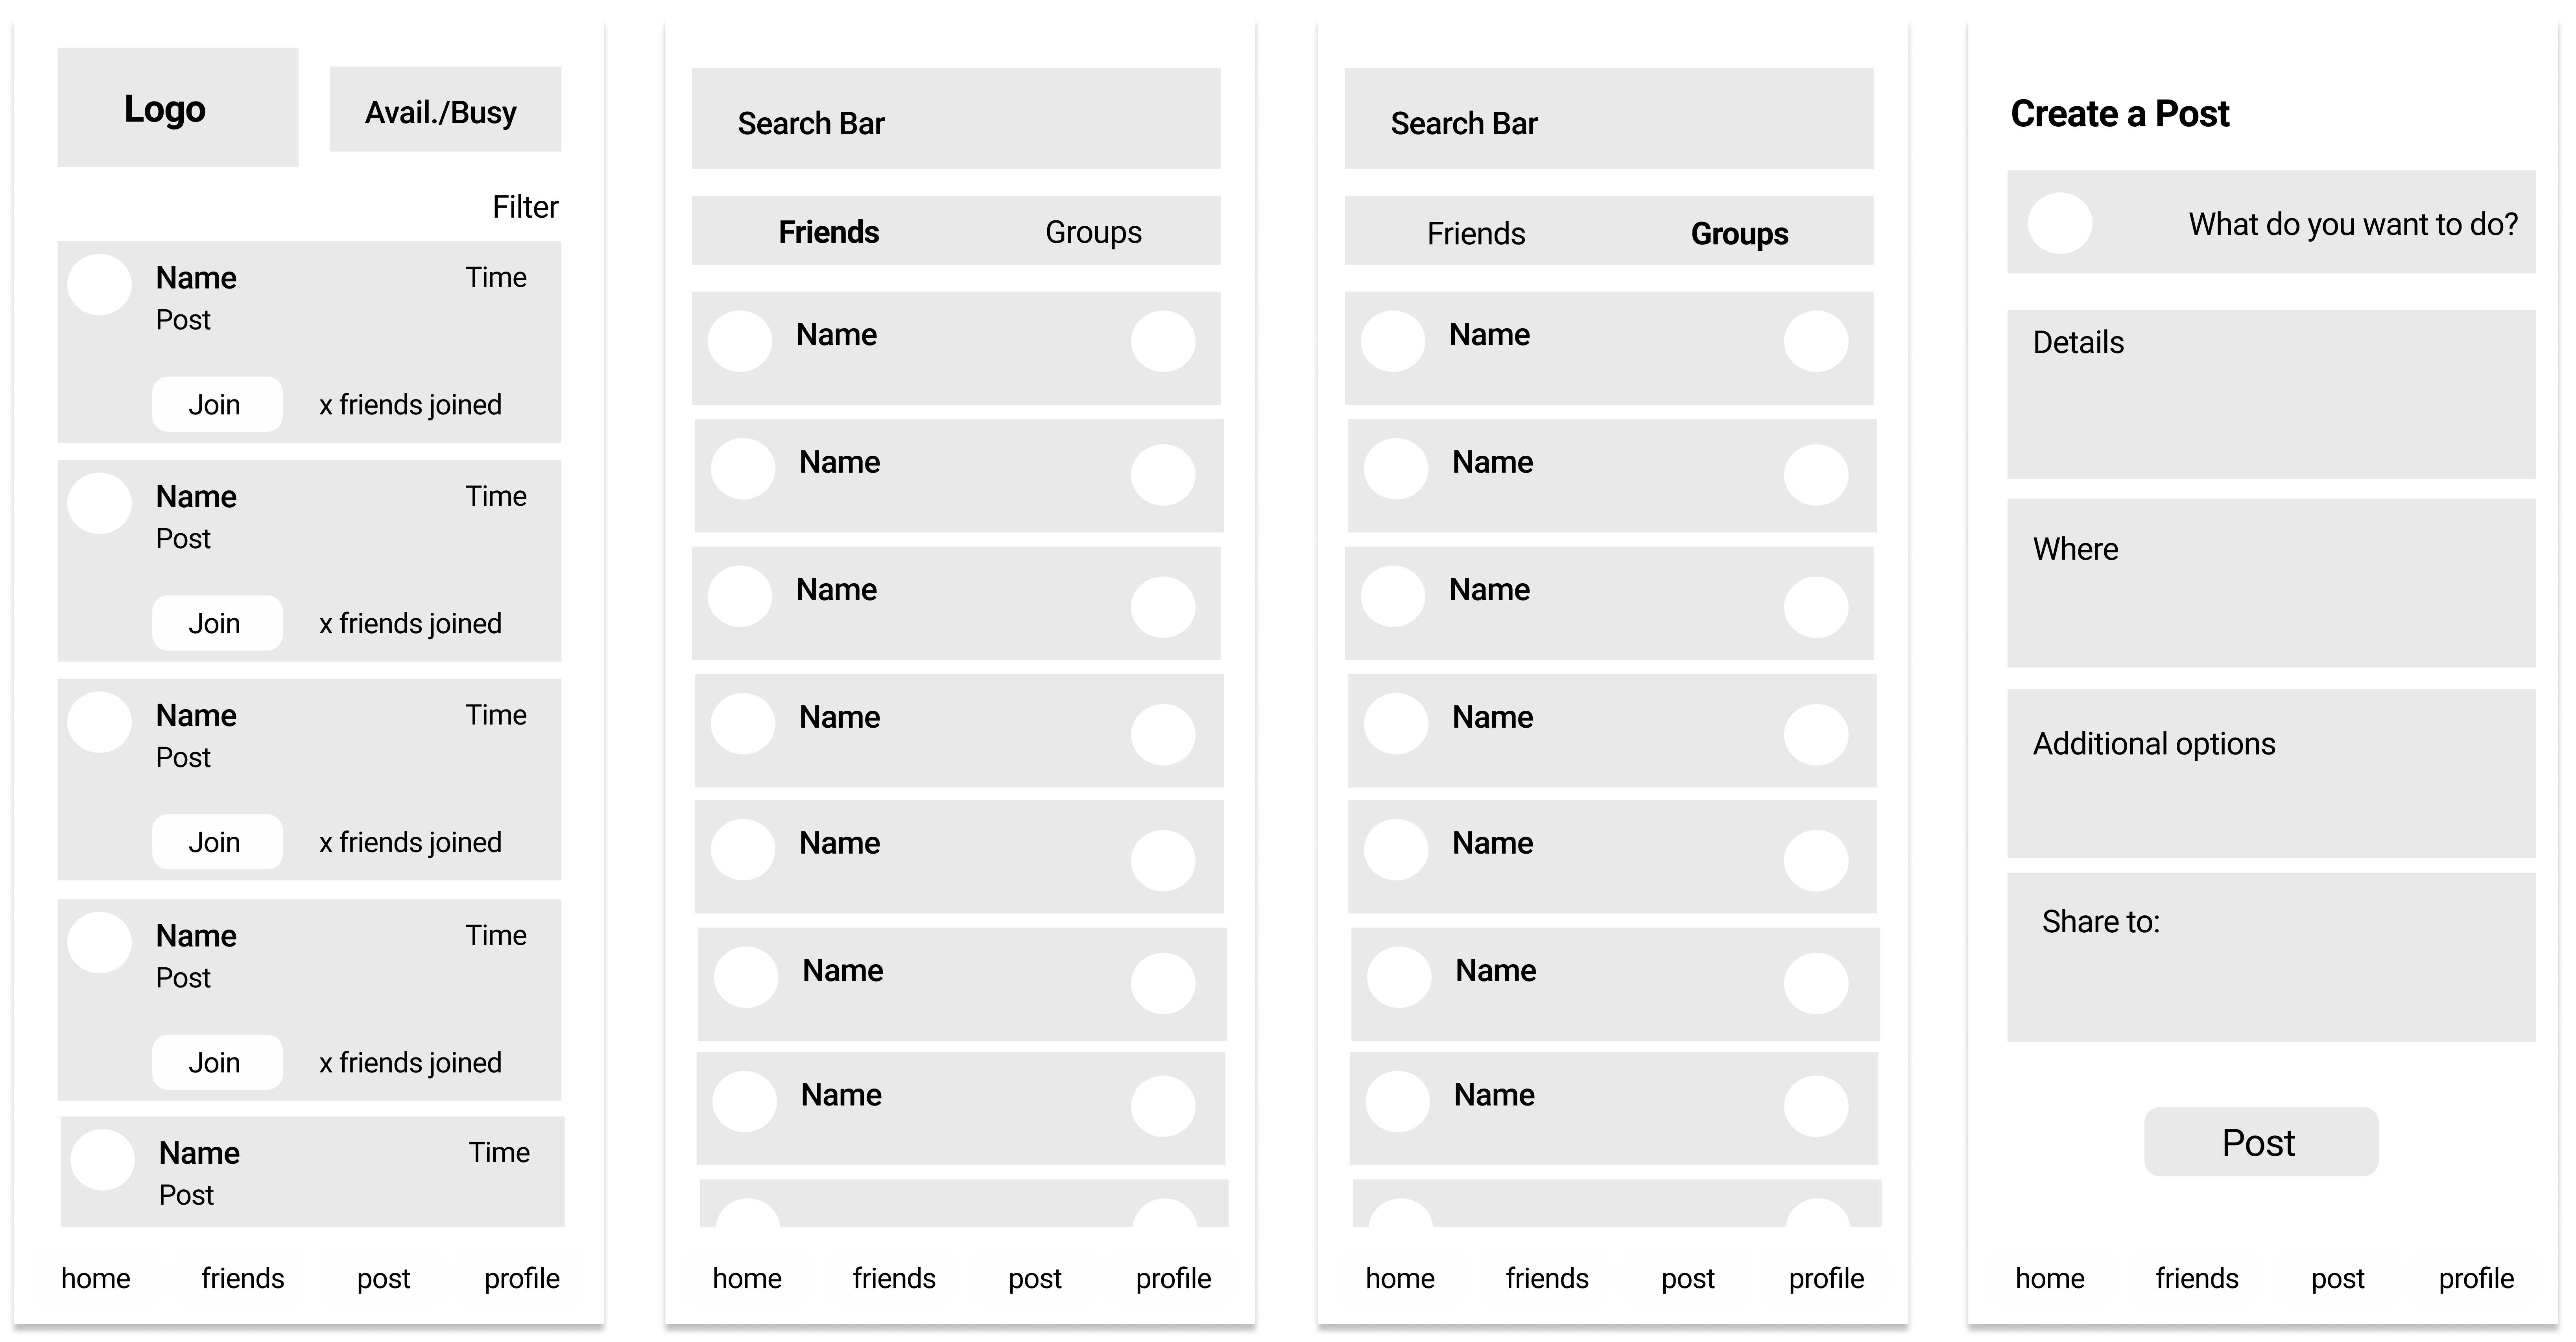 Logo
Avail./Busy
Filter
Name Time
Post
Join x friends joined
Name Time
Post
Join x friends joined
Name Time
Post
Join x friends joined
Name Time
Post
Join x friends joined
Name Time
Post
home friends post profile
Search Bar
Friends Groups
Name
Name
Name
Name
Name
Name
Name
home friends post profile
Search Bar
Friends Groups
Name
Name
Name
Name
Name
Name
Name
home friends post profile
Create a Post
What do you want to do?
Details
Where
Additional options
Share to:
Post
home friends post profile